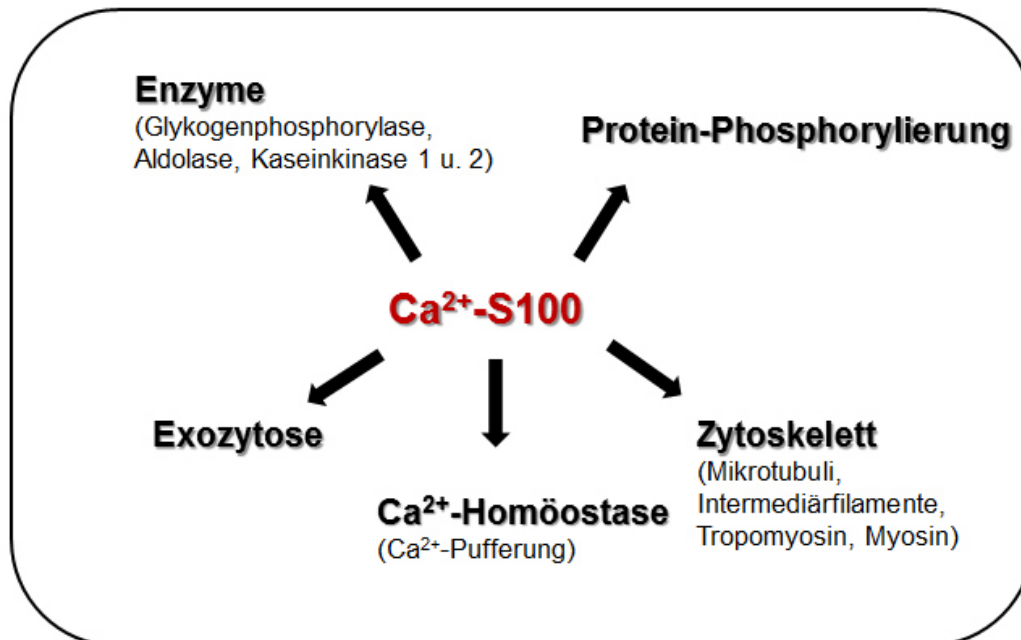 Enzyme
(Glykogenphosphorylase,
Aldolase, Kaseinkinase 1 u. 2)
Protein-Phosphorylierung
Ca²⁺-S100
Exozytose
Ca²⁺-Homöostase
(Ca²⁺-Pufferung)
Zytoskelett
(Mikrotubuli,
Intermediärfilamente,
Tropomyosin, Myosin)